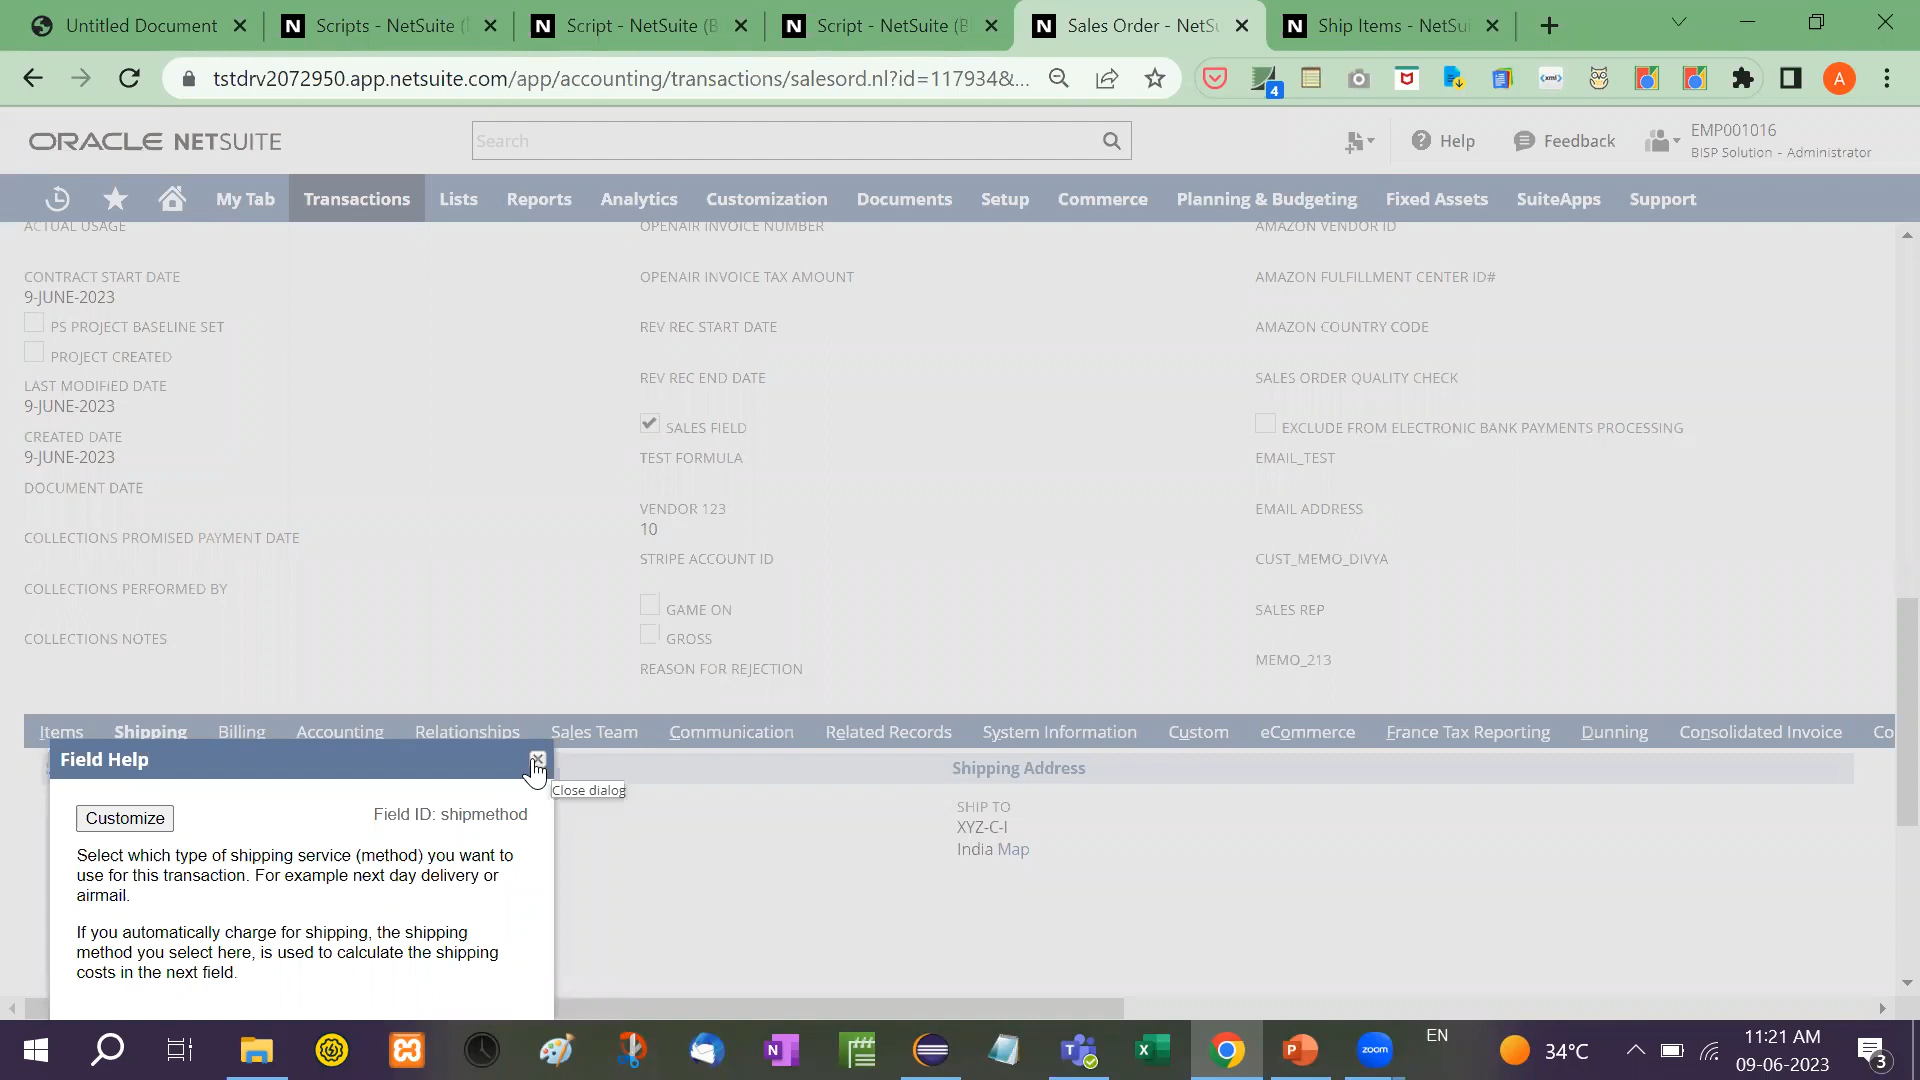 Untitled Document
Scripts - NetSuite (
Script - NetSuite (B
Script - NetSuite (B
Sales Order - NetSu
Ship Items - NetSui
tstdrv2072950.app.netsuite.com/app/accounting/transactions/salesord.nl?id=117934&...
4
A
ORACLE NETSUITE
Search
Help
Feedback
EMP001016
BISP Solution - Administrator
My Tab
Transactions
Lists
Reports
Analytics
Customization
Documents
Setup
Commerce
Planning & Budgeting
Fixed Assets
SuiteApps
Support
ACTUAL USAGE
CONTRACT START DATE
9-JUNE-2023
PS PROJECT BASELINE SET
PROJECT CREATED
LAST MODIFIED DATE
9-JUNE-2023
CREATED DATE
9-JUNE-2023
DOCUMENT DATE
COLLECTIONS PROMISED PAYMENT DATE
COLLECTIONS PERFORMED BY
COLLECTIONS NOTES
OPENAIR INVOICE NUMBER
OPENAIR INVOICE TAX AMOUNT
REV REC START DATE
REV REC END DATE
SALES FIELD
TEST FORMULA
VENDOR 123
10
STRIPE ACCOUNT ID
GAME ON
GROSS
REASON FOR REJECTION
AMAZON VENDOR ID
AMAZON FULFILLMENT CENTER ID#
AMAZON COUNTRY CODE
SALES ORDER QUALITY CHECK
EXCLUDE FROM ELECTRONIC BANK PAYMENTS PROCESSING
EMAIL_TEST
EMAIL ADDRESS
CUST_MEMO_DIVYA
SALES REP
MEMO_213
Items
Shipping
Billing
Accounting
Relationships
Sales Team
Communication
Related Records
System Information
Custom
eCommerce
France Tax Reporting
Dunning
Consolidated Invoice
Co
Field Help
Close dialog
Customize
Field ID: shipmethod
Select which type of shipping service (method) you want to
use for this transaction. For example next day delivery or
airmail.
If you automatically charge for shipping, the shipping
method you select here, is used to calculate the shipping
costs in the next field.
Shipping Address
SHIP TO
XYZ-C-I
India Map
zoom
EN
34°C
11:21 AM
09-06-2023
3